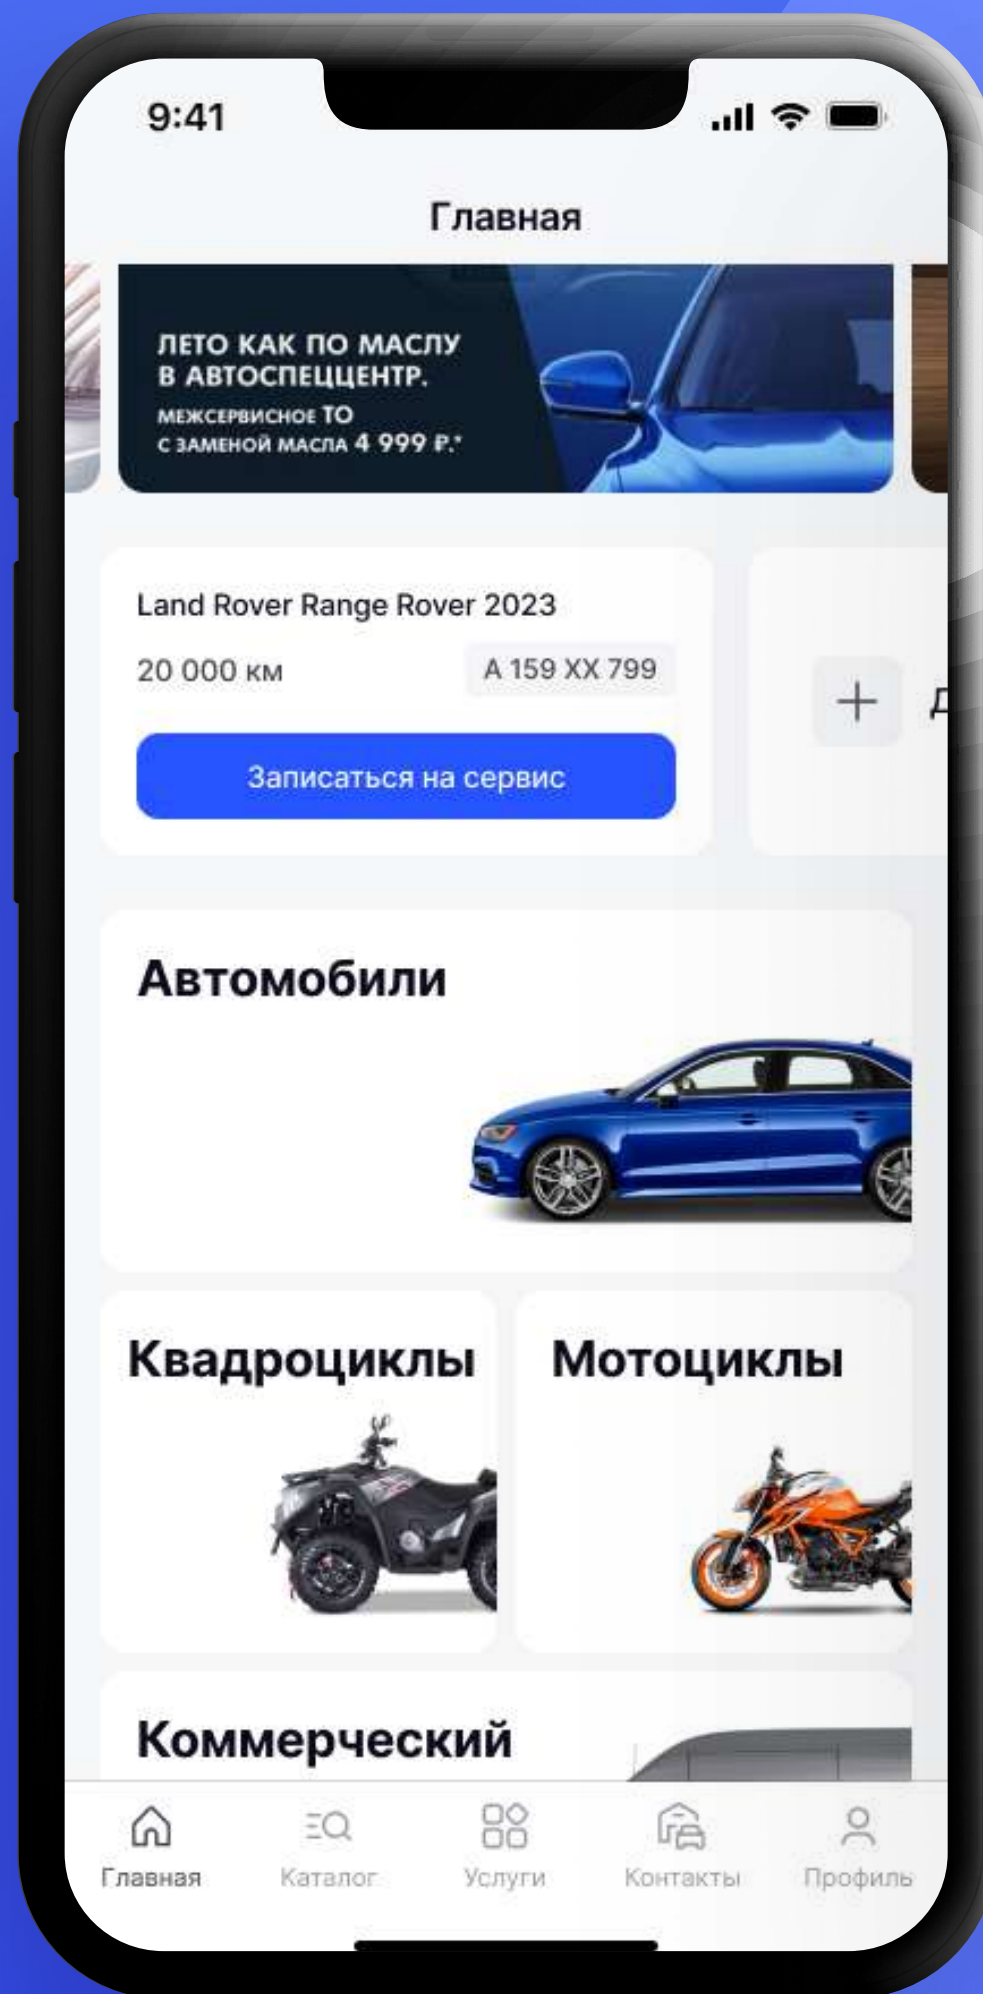 9:41
Главная
ЛЕТО КАК ПО МАСЛУ
В АВТОСПЕЦЦЕНТР.
МЕЖСЕРВИСНОЕ ТО
С ЗАМЕНОЙ МАСЛА 4 999 ₽.*
Land Rover Range Rover 2023
20 000 км
А 159 ХХ 799
Записаться на сервис
Автомобили
Квадроциклы
Мотоциклы
Коммерческий
Главная
Каталог
Услуги
Контакты
Профиль